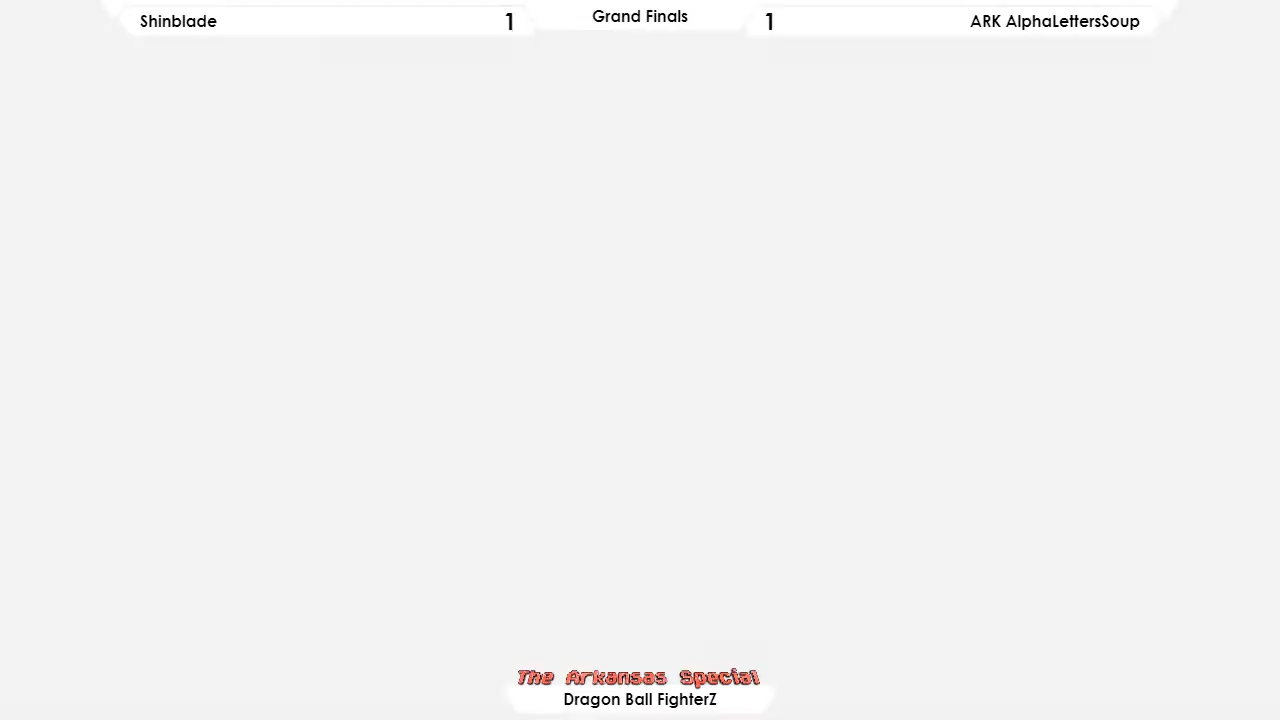 Shinblade 1 Grand Finals 1 ARK AlphaLettersSoup
The Arkansas Special
Dragon Ball FighterZ